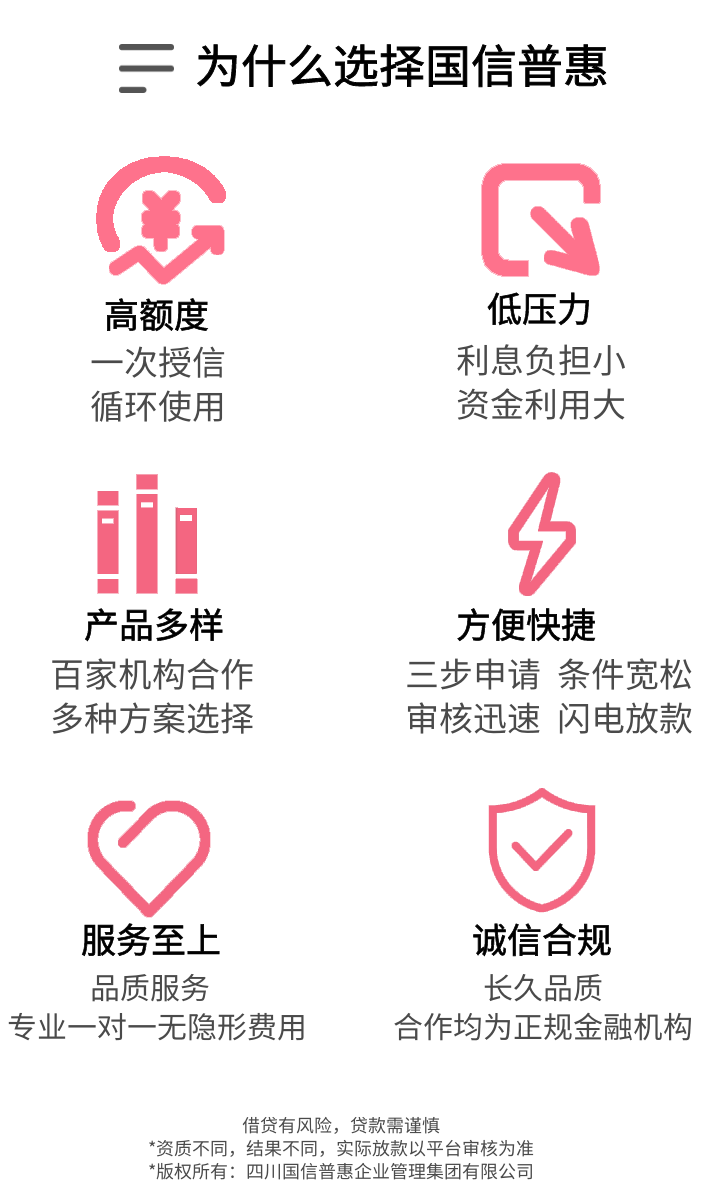 为什么选择国信普惠
高额度
一次授信
循环使用
低压力
利息负担小
资金利用大
产品多样
百家机构合作
多种方案选择
方便快捷
三步申请 条件宽松
审核迅速 闪电放款
服务至上
品质服务
专业一对一无隐形费用
诚信合规
长久品质
合作均为正规金融机构
借贷有风险，贷款需谨慎
*资质不同，结果不同，实际放款以平台审核为准
*版权所有：四川国信普惠企业管理集团有限公司